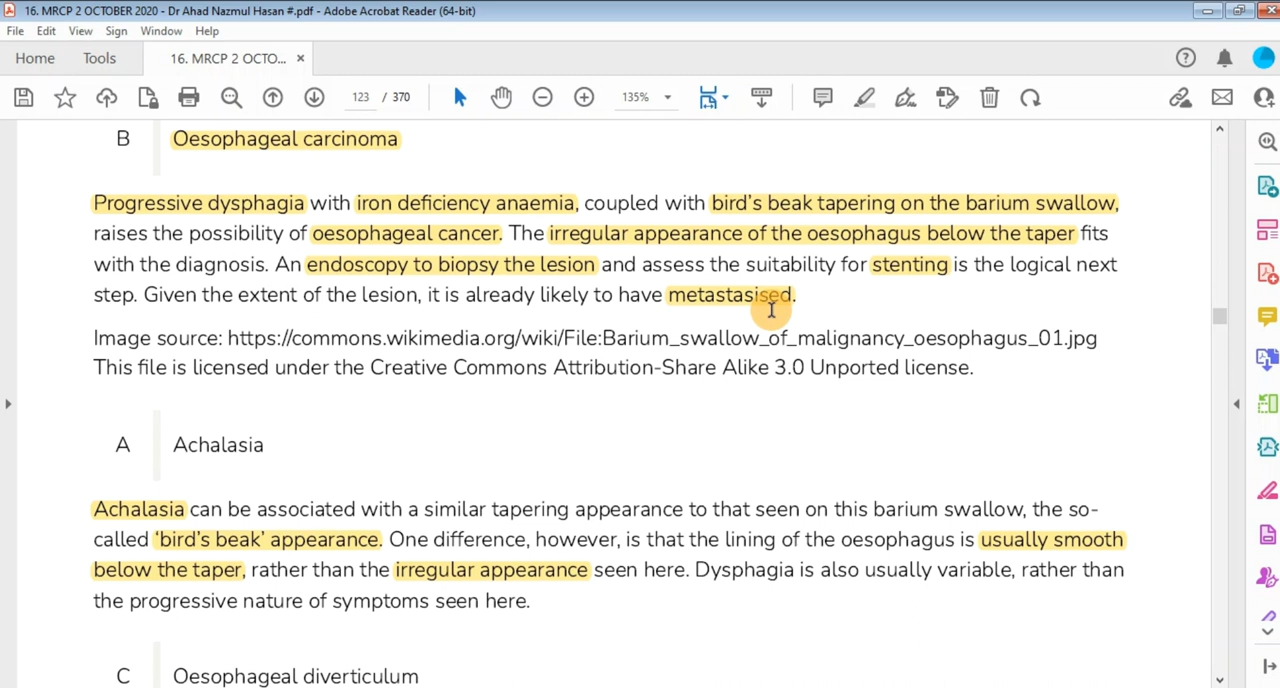 16. MRCP 2 OCTOBER 2020 - Dr Ahad Nazmul Hasan #.pdf - Adobe Acrobat Reader (64-bit)
File Edit View Sign Window Help
Home Tools 16. MRCP 2 OCTO... ×
123 / 370 135%
B Oesophageal carcinoma
Progressive dysphagia with iron deficiency anaemia, coupled with bird's beak tapering on the barium swallow,
raises the possibility of oesophageal cancer. The irregular appearance of the oesophagus below the taper fits
with the diagnosis. An endoscopy to biopsy the lesion and assess the suitability for stenting is the logical next
step. Given the extent of the lesion, it is already likely to have metastasised.
Image source: https://commons.wikimedia.org/wiki/File:Barium_swallow_of_malignancy_oesophagus_01.jpg
This file is licensed under the Creative Commons Attribution-Share Alike 3.0 Unported license.
A Achalasia
Achalasia can be associated with a similar tapering appearance to that seen on this barium swallow, the so-
called 'bird's beak' appearance. One difference, however, is that the lining of the oesophagus is usually smooth
below the taper, rather than the irregular appearance seen here. Dysphagia is also usually variable, rather than
the progressive nature of symptoms seen here.
C Oesophageal diverticulum